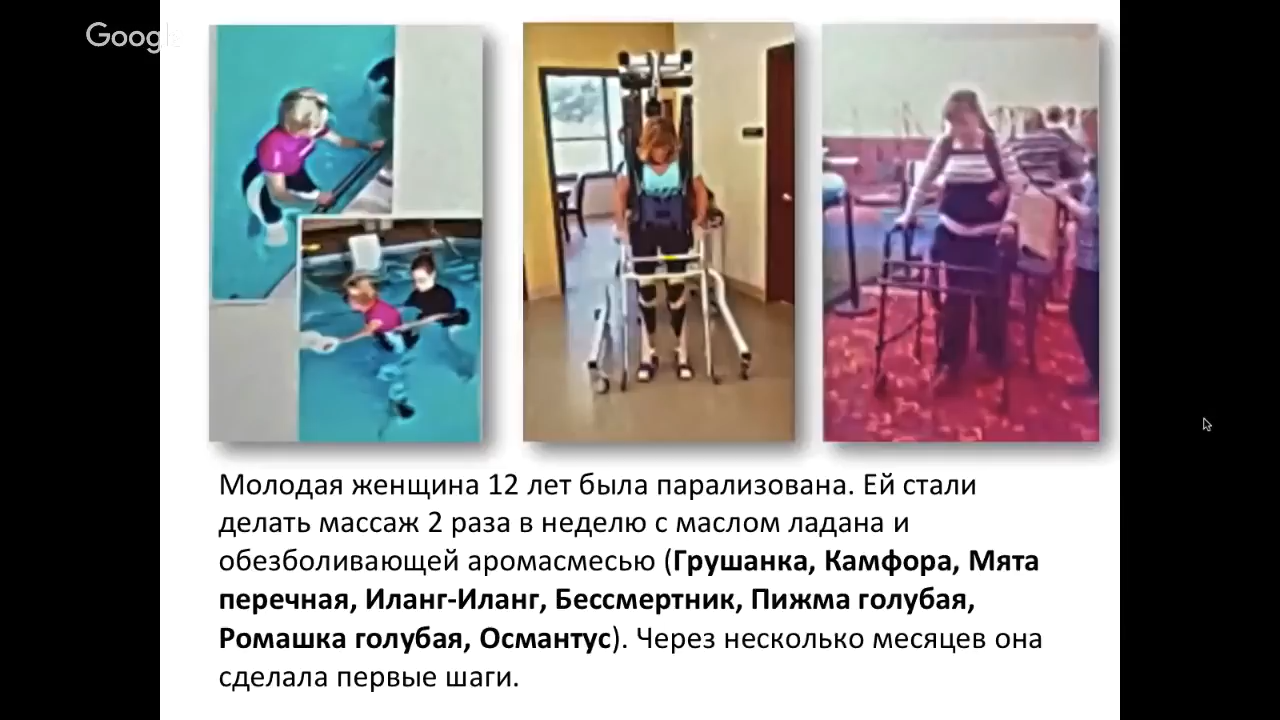 Google
Молодая женщина 12 лет была парализована. Ей стали
делать массаж 2 раза в неделю с маслом ладана и
обезболивающей аромасмесью (Грушанка, Камфора, Мята
перечная, Иланг-Иланг, Бессмертник, Пижма голубая,
Ромашка голубая, Османтус). Через несколько месяцев она
сделала первые шаги.